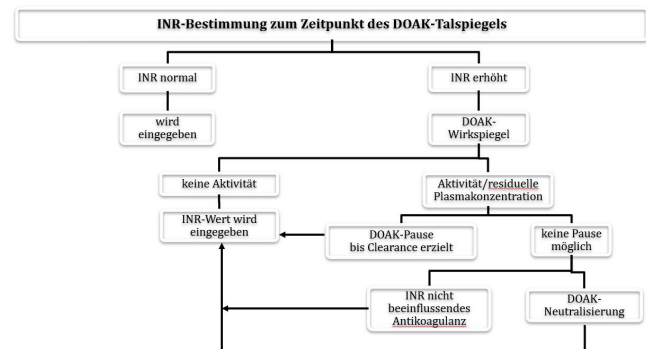 INR-Bestimmung zum Zeitpunkt des DOAK-Talspiegels
INR normal
INR erhöht
wird
eingegeben
DOAK-
Wirkspiegel
keine Aktivität
Aktivität/residuelle
Plasmakonzentration
INR-Wert wird
eingegeben
DOAK-Pause
bis Clearance erzielt
keine Pause
möglich
INR nicht
beeinflussendes
Antikoagulanz
DOAK-
Neutralisierung